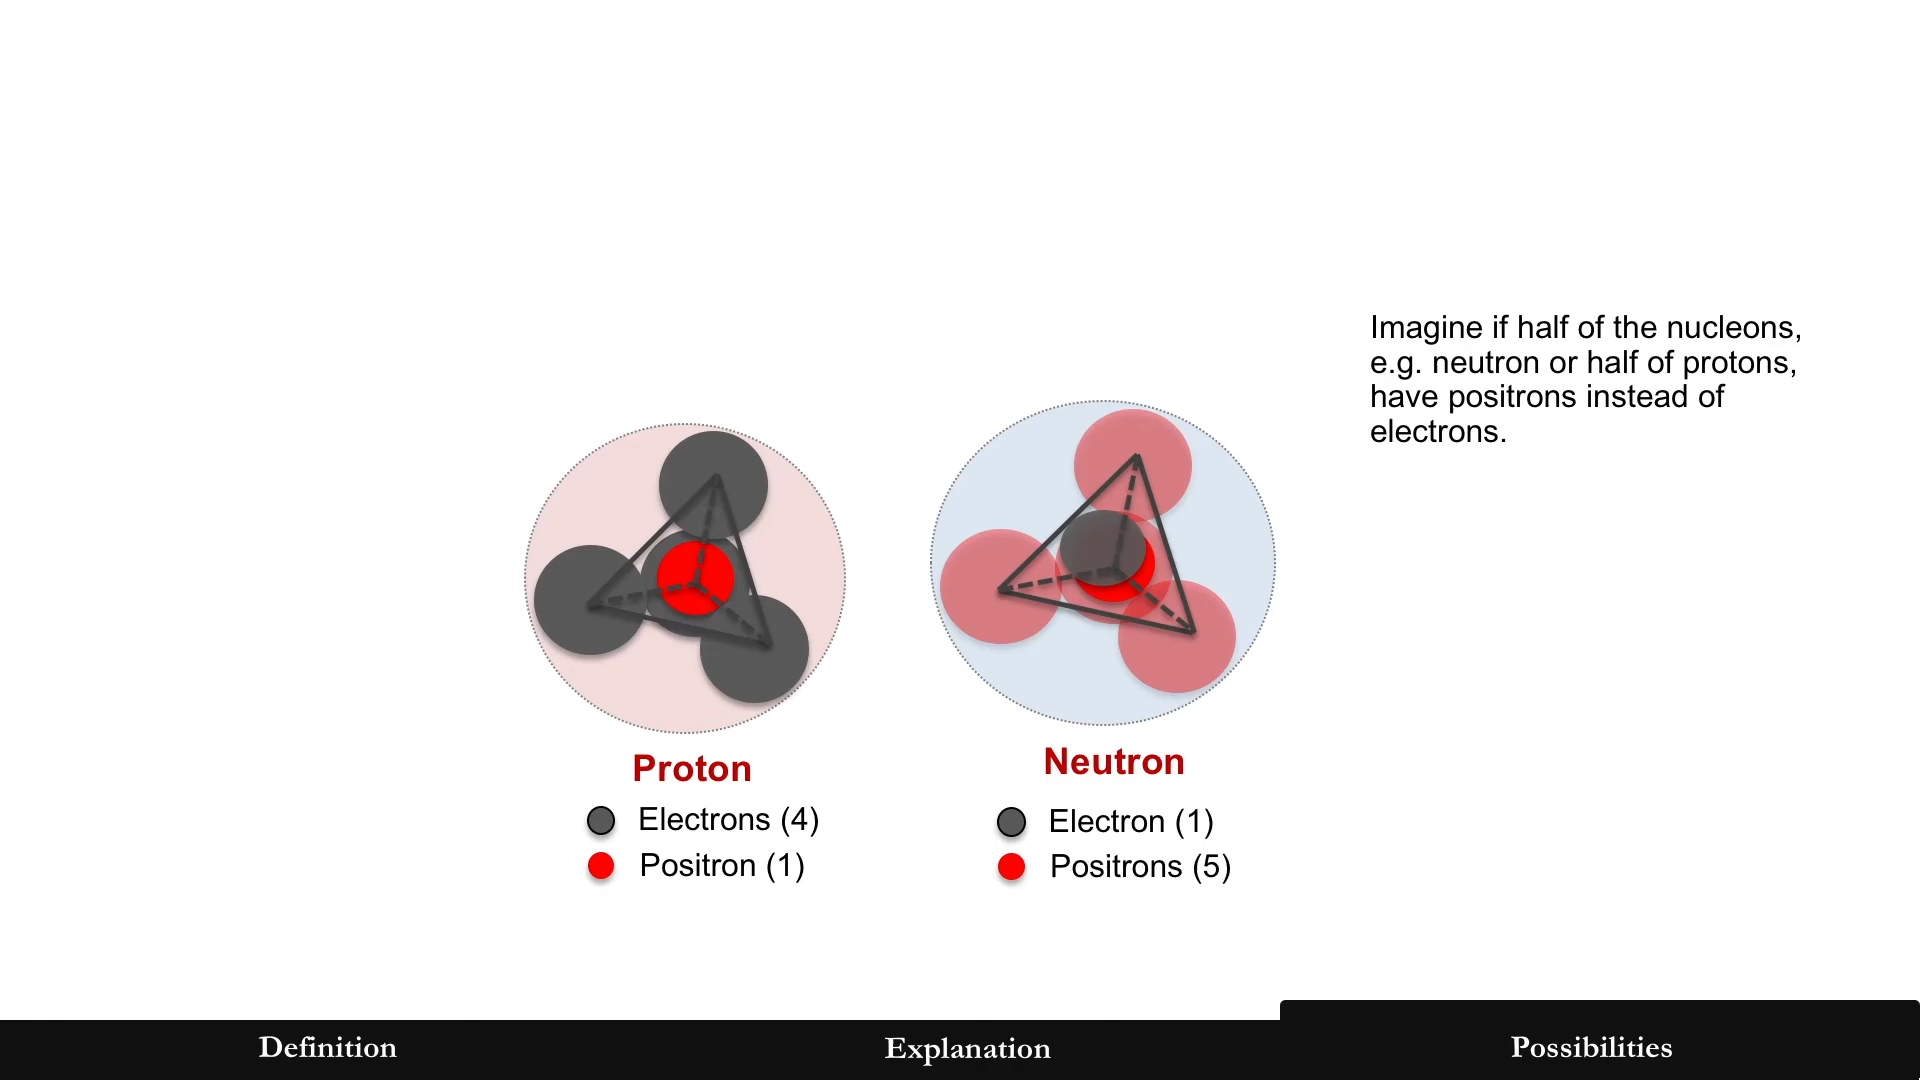 Imagine if half of the nucleons,
e.g. neutron or half of protons,
have positrons instead of
electrons.
Proton
Electrons (4)
Positron (1)
Neutron
Electron (1)
Positrons (5)
Definition
Explanation
Possibilities